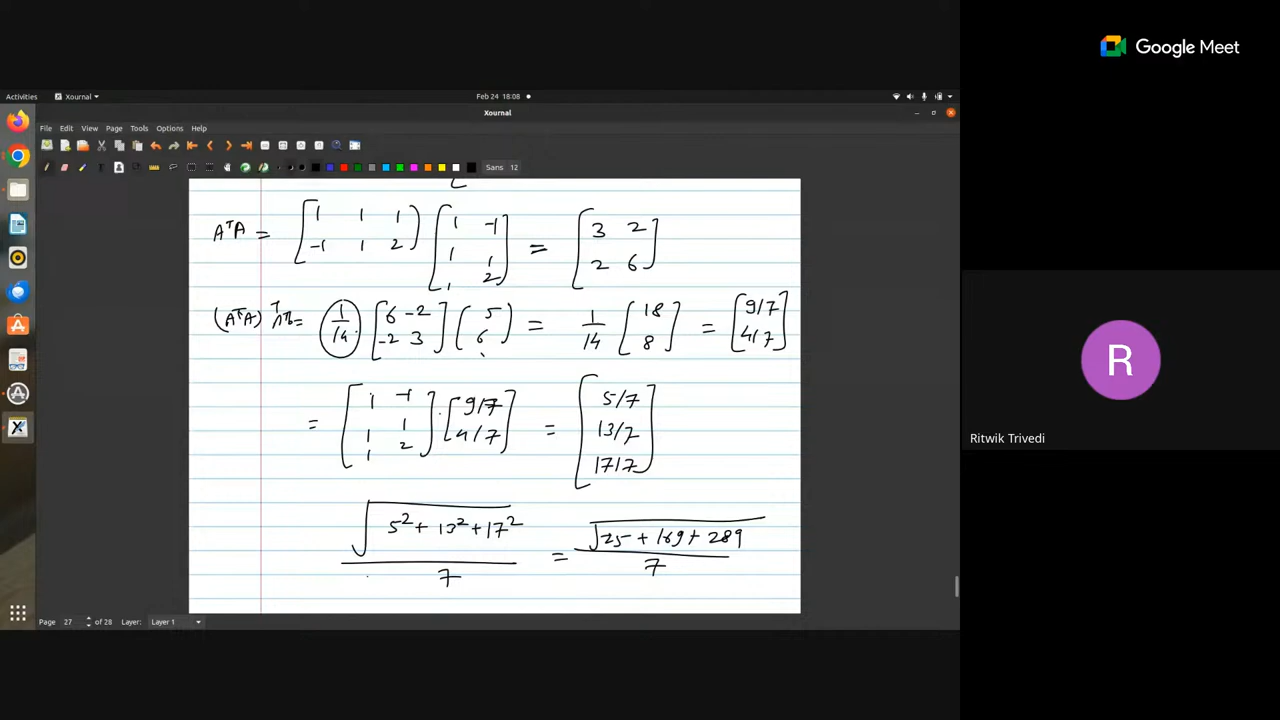 Google Meet
Activities Xournal Feb 24 18:08
Xournal
File Edit View Page Tools Options Help
Sans 12
AᵀA = [1 1 1; -1 1 2] [1 -1; 1 1; 1 2] = [3 2; 2 6]
(AᵀA) = 1/14 · [6 -2; -2 3] (5; 6) = 1/14 [18; 8] = [9/7; 4/7]
= [1 -1; 1 1; 1 2] · [9/7; 4/7] = [5/7; 13/7; 17/7]
√(5² + 13² + 17²) / 7 = √(25 + 169 + 289) / 7
R
Ritwik Trivedi
Page 27 of 28 Layer: Layer 1